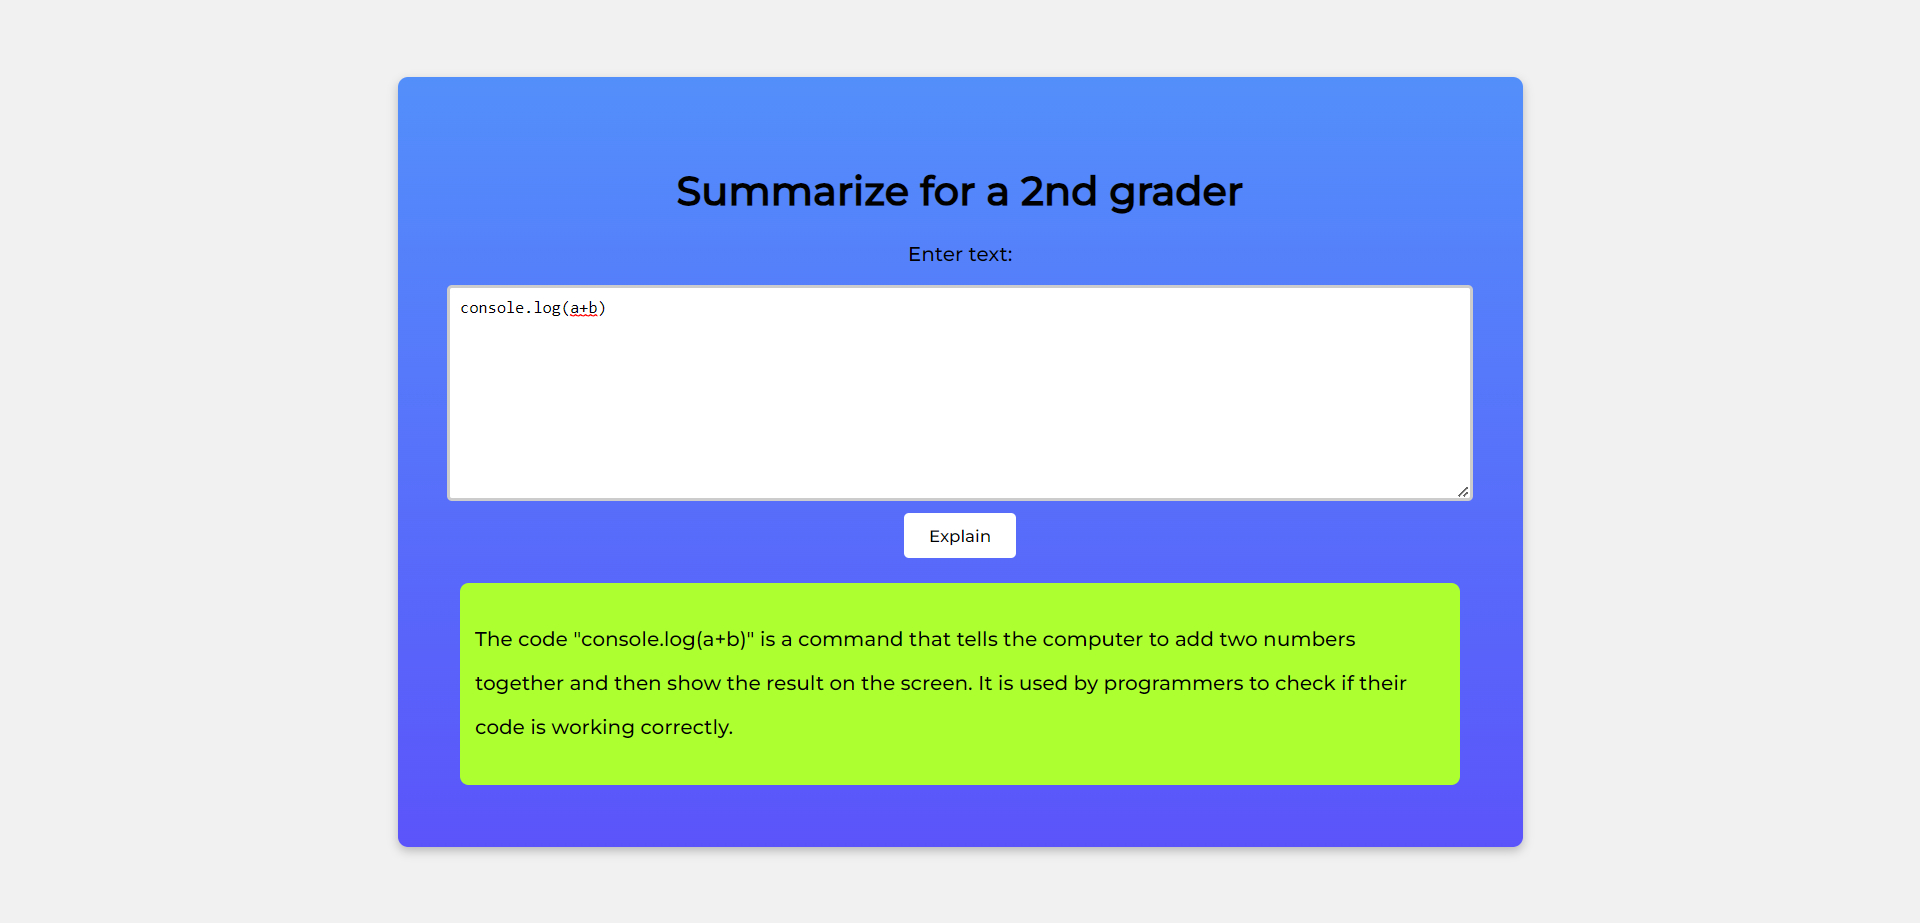 Summarize for a 2nd grader
Enter text:
console.log(a+b)
Explain
The code "console.log(a+b)" is a command that tells the computer to add two numbers
together and then show the result on the screen. It is used by programmers to check if their
code is working correctly.